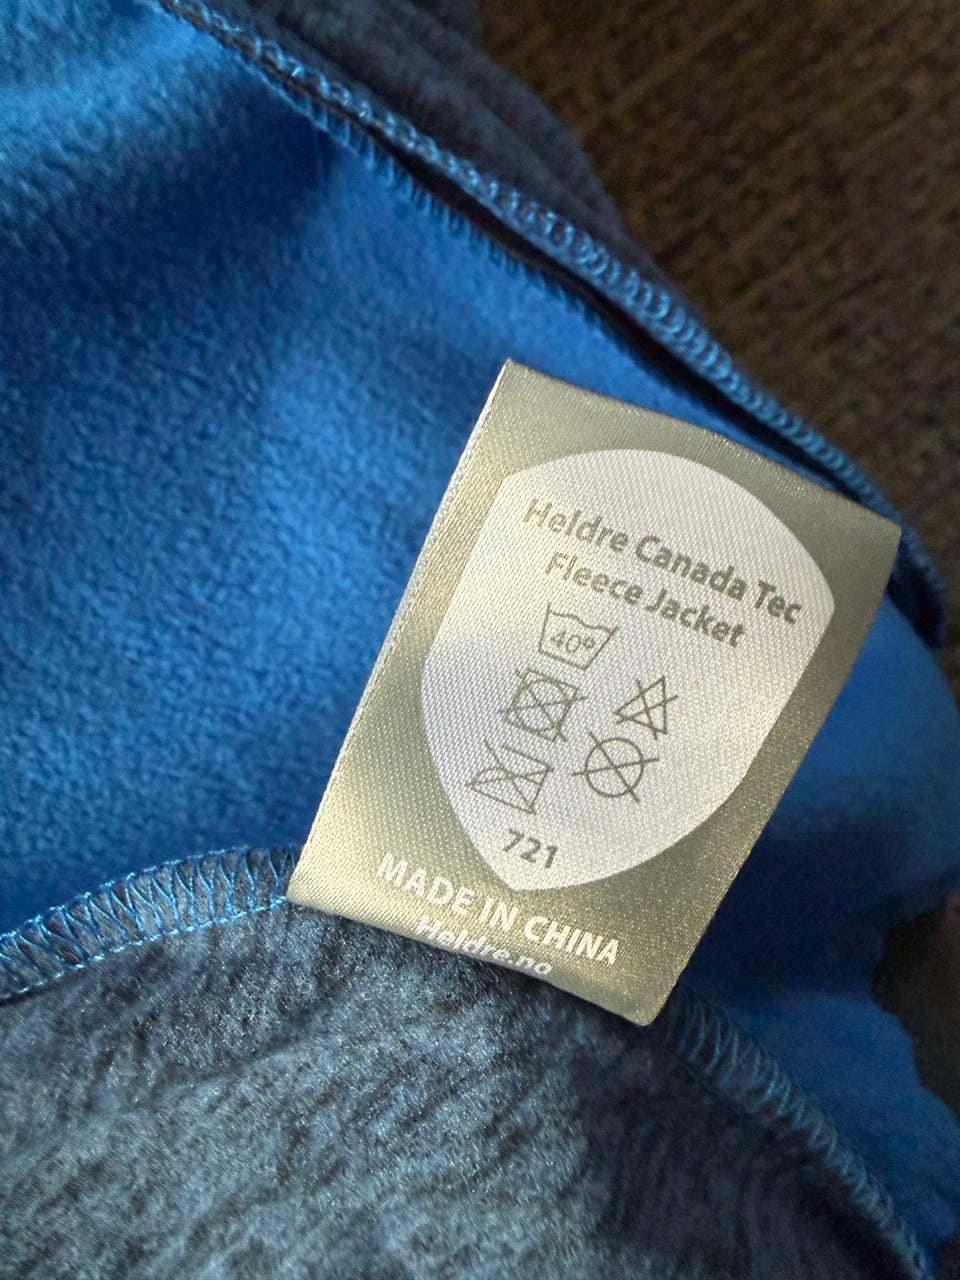 Heldre Canada Tec
Fleece Jacket
40°
721
MADE IN CHINA
Heldre.no